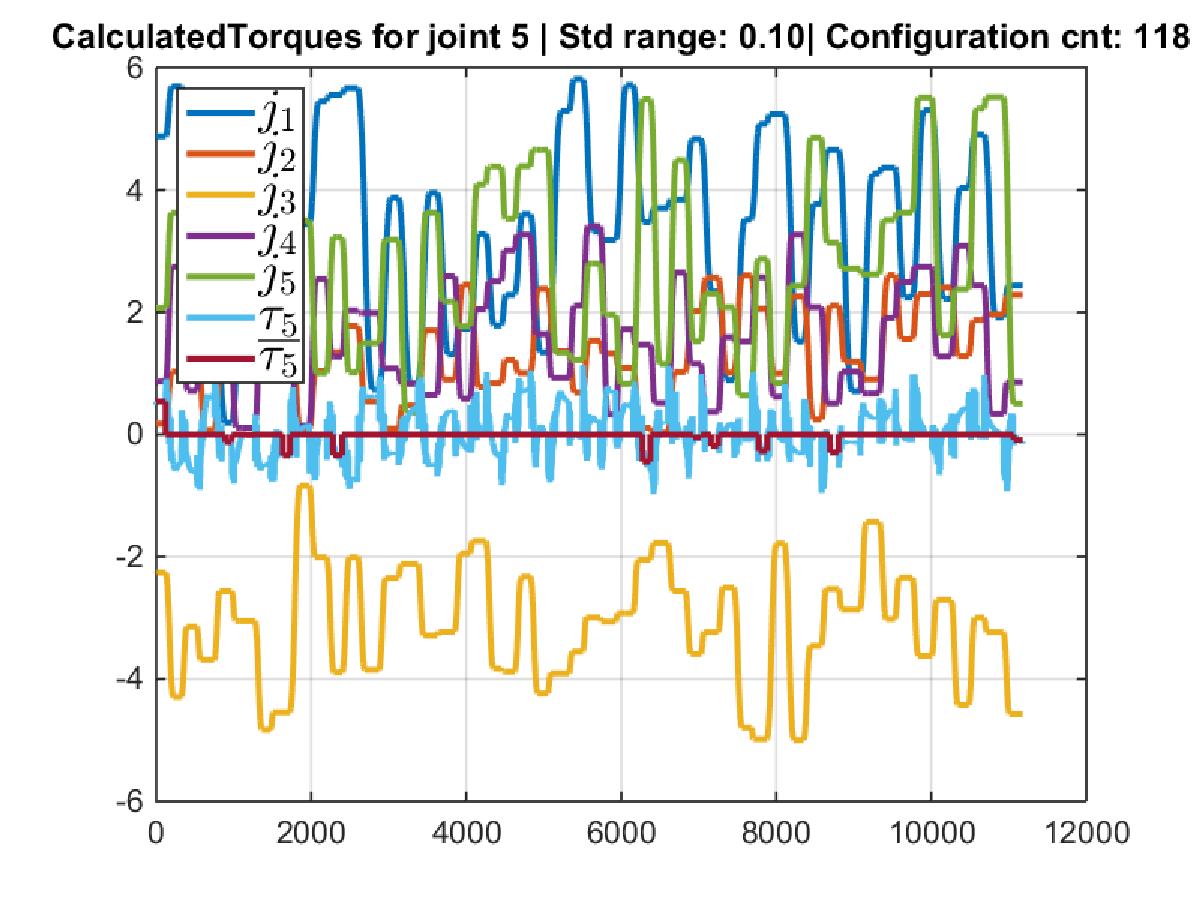 CalculatedTorques for joint 5 | Std range: 0.10| Configuration cnt: 118
6
4
2
0
-2
-4
-6
j1
j2
j3
j4
j5
τ5
τ5
0 2000 4000 6000 8000 10000 12000